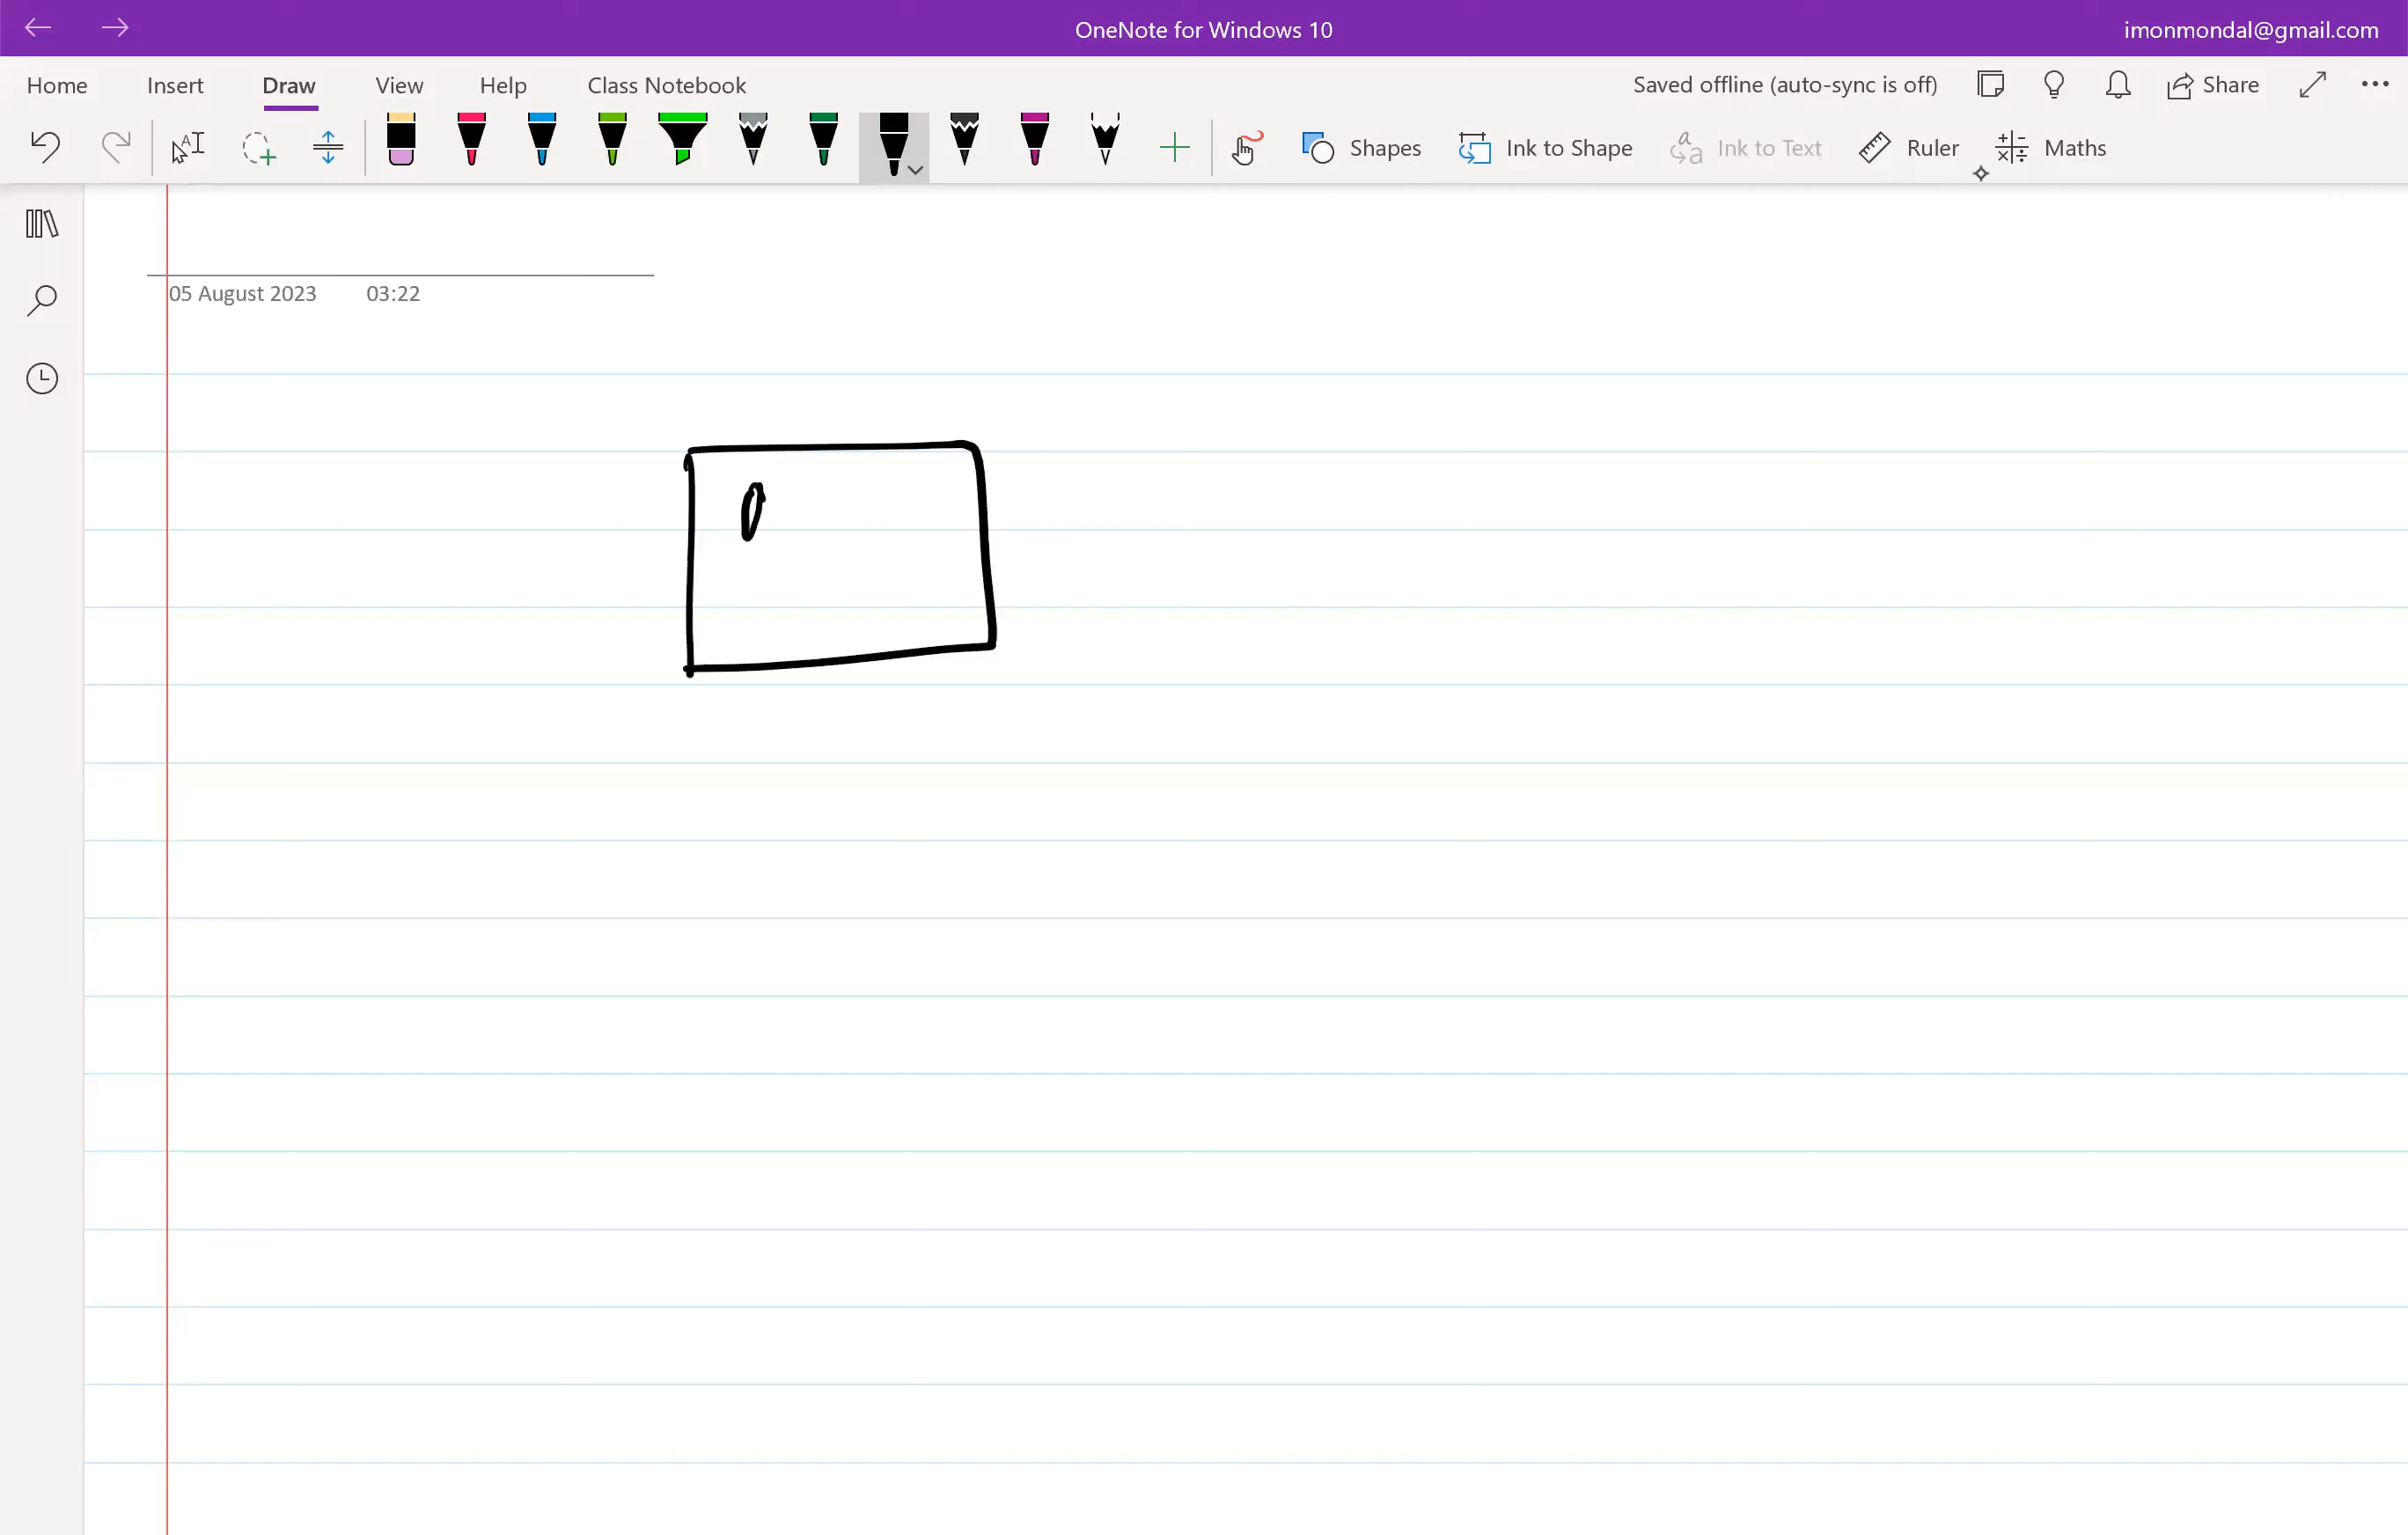 OneNote for Windows 10
imonmondal@gmail.com
Home Insert Draw View Help Class Notebook
Saved offline (auto-sync is off) Share
Shapes Ink to Shape Ink to Text Ruler Maths
05 August 2023 03:22
0